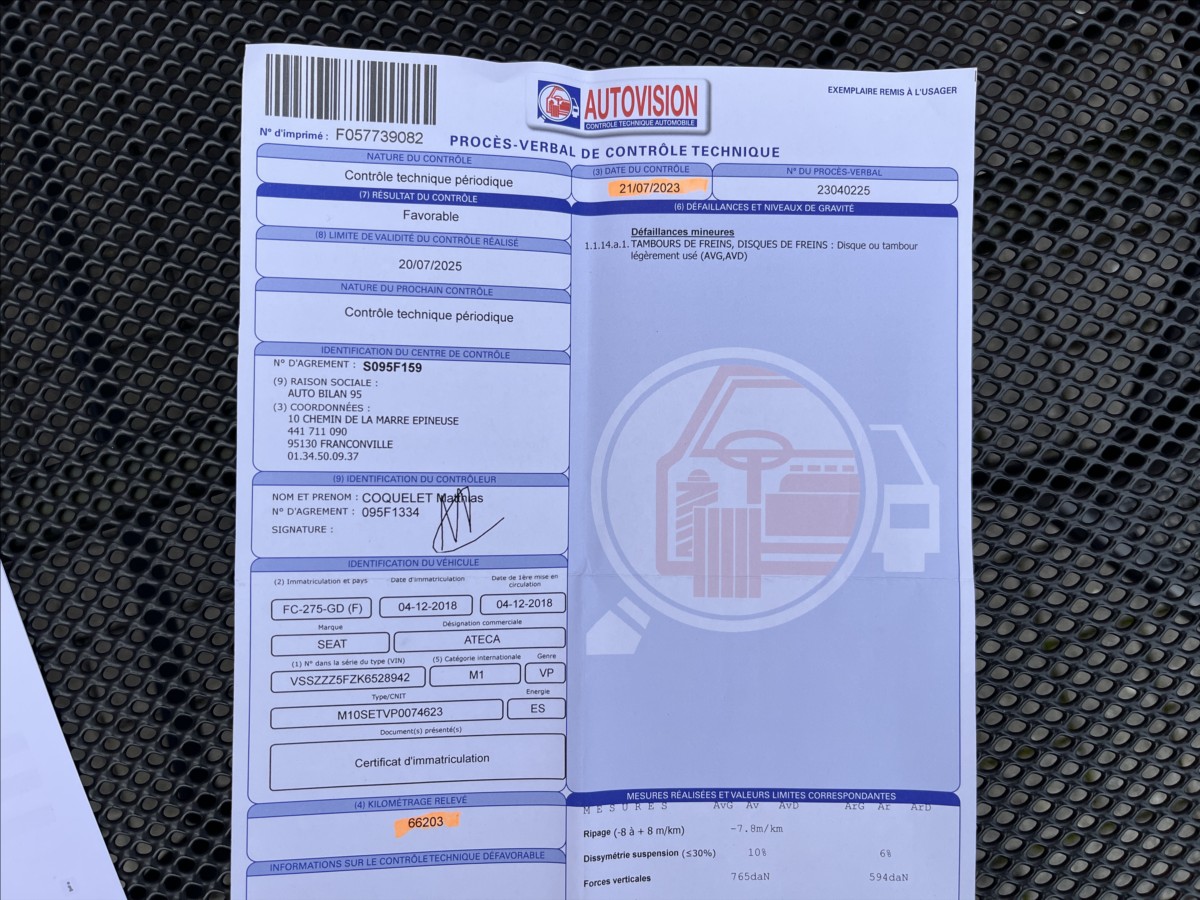 EXEMPLAIRE REMIS À L'USAGER
AUTOVISION
CONTROLE TECHNIQUE AUTOMOBILE
N° d'imprimé : F057739082
PROCÈS-VERBAL DE CONTRÔLE TECHNIQUE
NATURE DU CONTRÔLE
Contrôle technique périodique
(3) DATE DU CONTRÔLE
21/07/2023
N° DU PROCÈS-VERBAL
23040225
(7) RÉSULTAT DU CONTRÔLE
Favorable
(8) LIMITE DE VALIDITÉ DU CONTRÔLE RÉALISÉ
20/07/2025
NATURE DU PROCHAIN CONTRÔLE
Contrôle technique périodique
(6) DÉFAILLANCES ET NIVEAUX DE GRAVITÉ
Défaillances mineures
1.1.14.a.1. TAMBOURS DE FREINS, DISQUES DE FREINS : Disque ou tambour
légèrement usé (AVG,AVD)
IDENTIFICATION DU CENTRE DE CONTRÔLE
N° D'AGREMENT : S095F159
(9) RAISON SOCIALE :
AUTO BILAN 95
(3) COORDONNÉES :
10 CHEMIN DE LA MARRE EPINEUSE
441 711 090
95130 FRANCONVILLE
01.34.50.09.37
(9) IDENTIFICATION DU CONTRÔLEUR
NOM ET PRENOM : COQUELET Matthias
N° D'AGREMENT : 095F1334
SIGNATURE :
IDENTIFICATION DU VÉHICULE
(2) Immatriculation et pays
Date d'immatriculation
Date de 1ère mise en
circulation
FC-275-GD (F)
04-12-2018
04-12-2018
Marque
Désignation commerciale
SEAT
ATECA
(1) N° dans la série du type (VIN)
(5) Catégorie internationale
Genre
VSSZZZ5FZK6528942
M1
VP
Type/CNIT
Energie
M10SETVP0074623
ES
Document(s) présenté(s)
Certificat d'immatriculation
(4) KILOMÉTRAGE RELEVÉ
66203
INFORMATIONS SUR LE CONTRÔLE TECHNIQUE DÉFAVORABLE
MESURES RÉALISÉES ET VALEURS LIMITES CORRESPONDANTES
MESURES AvG Av AvD ArG Ar ArD
Ripage (-8 à + 8 m/km) -7.8m/km
Dissymétrie suspension (≤30%) 10% 6%
Forces verticales 765daN 594daN